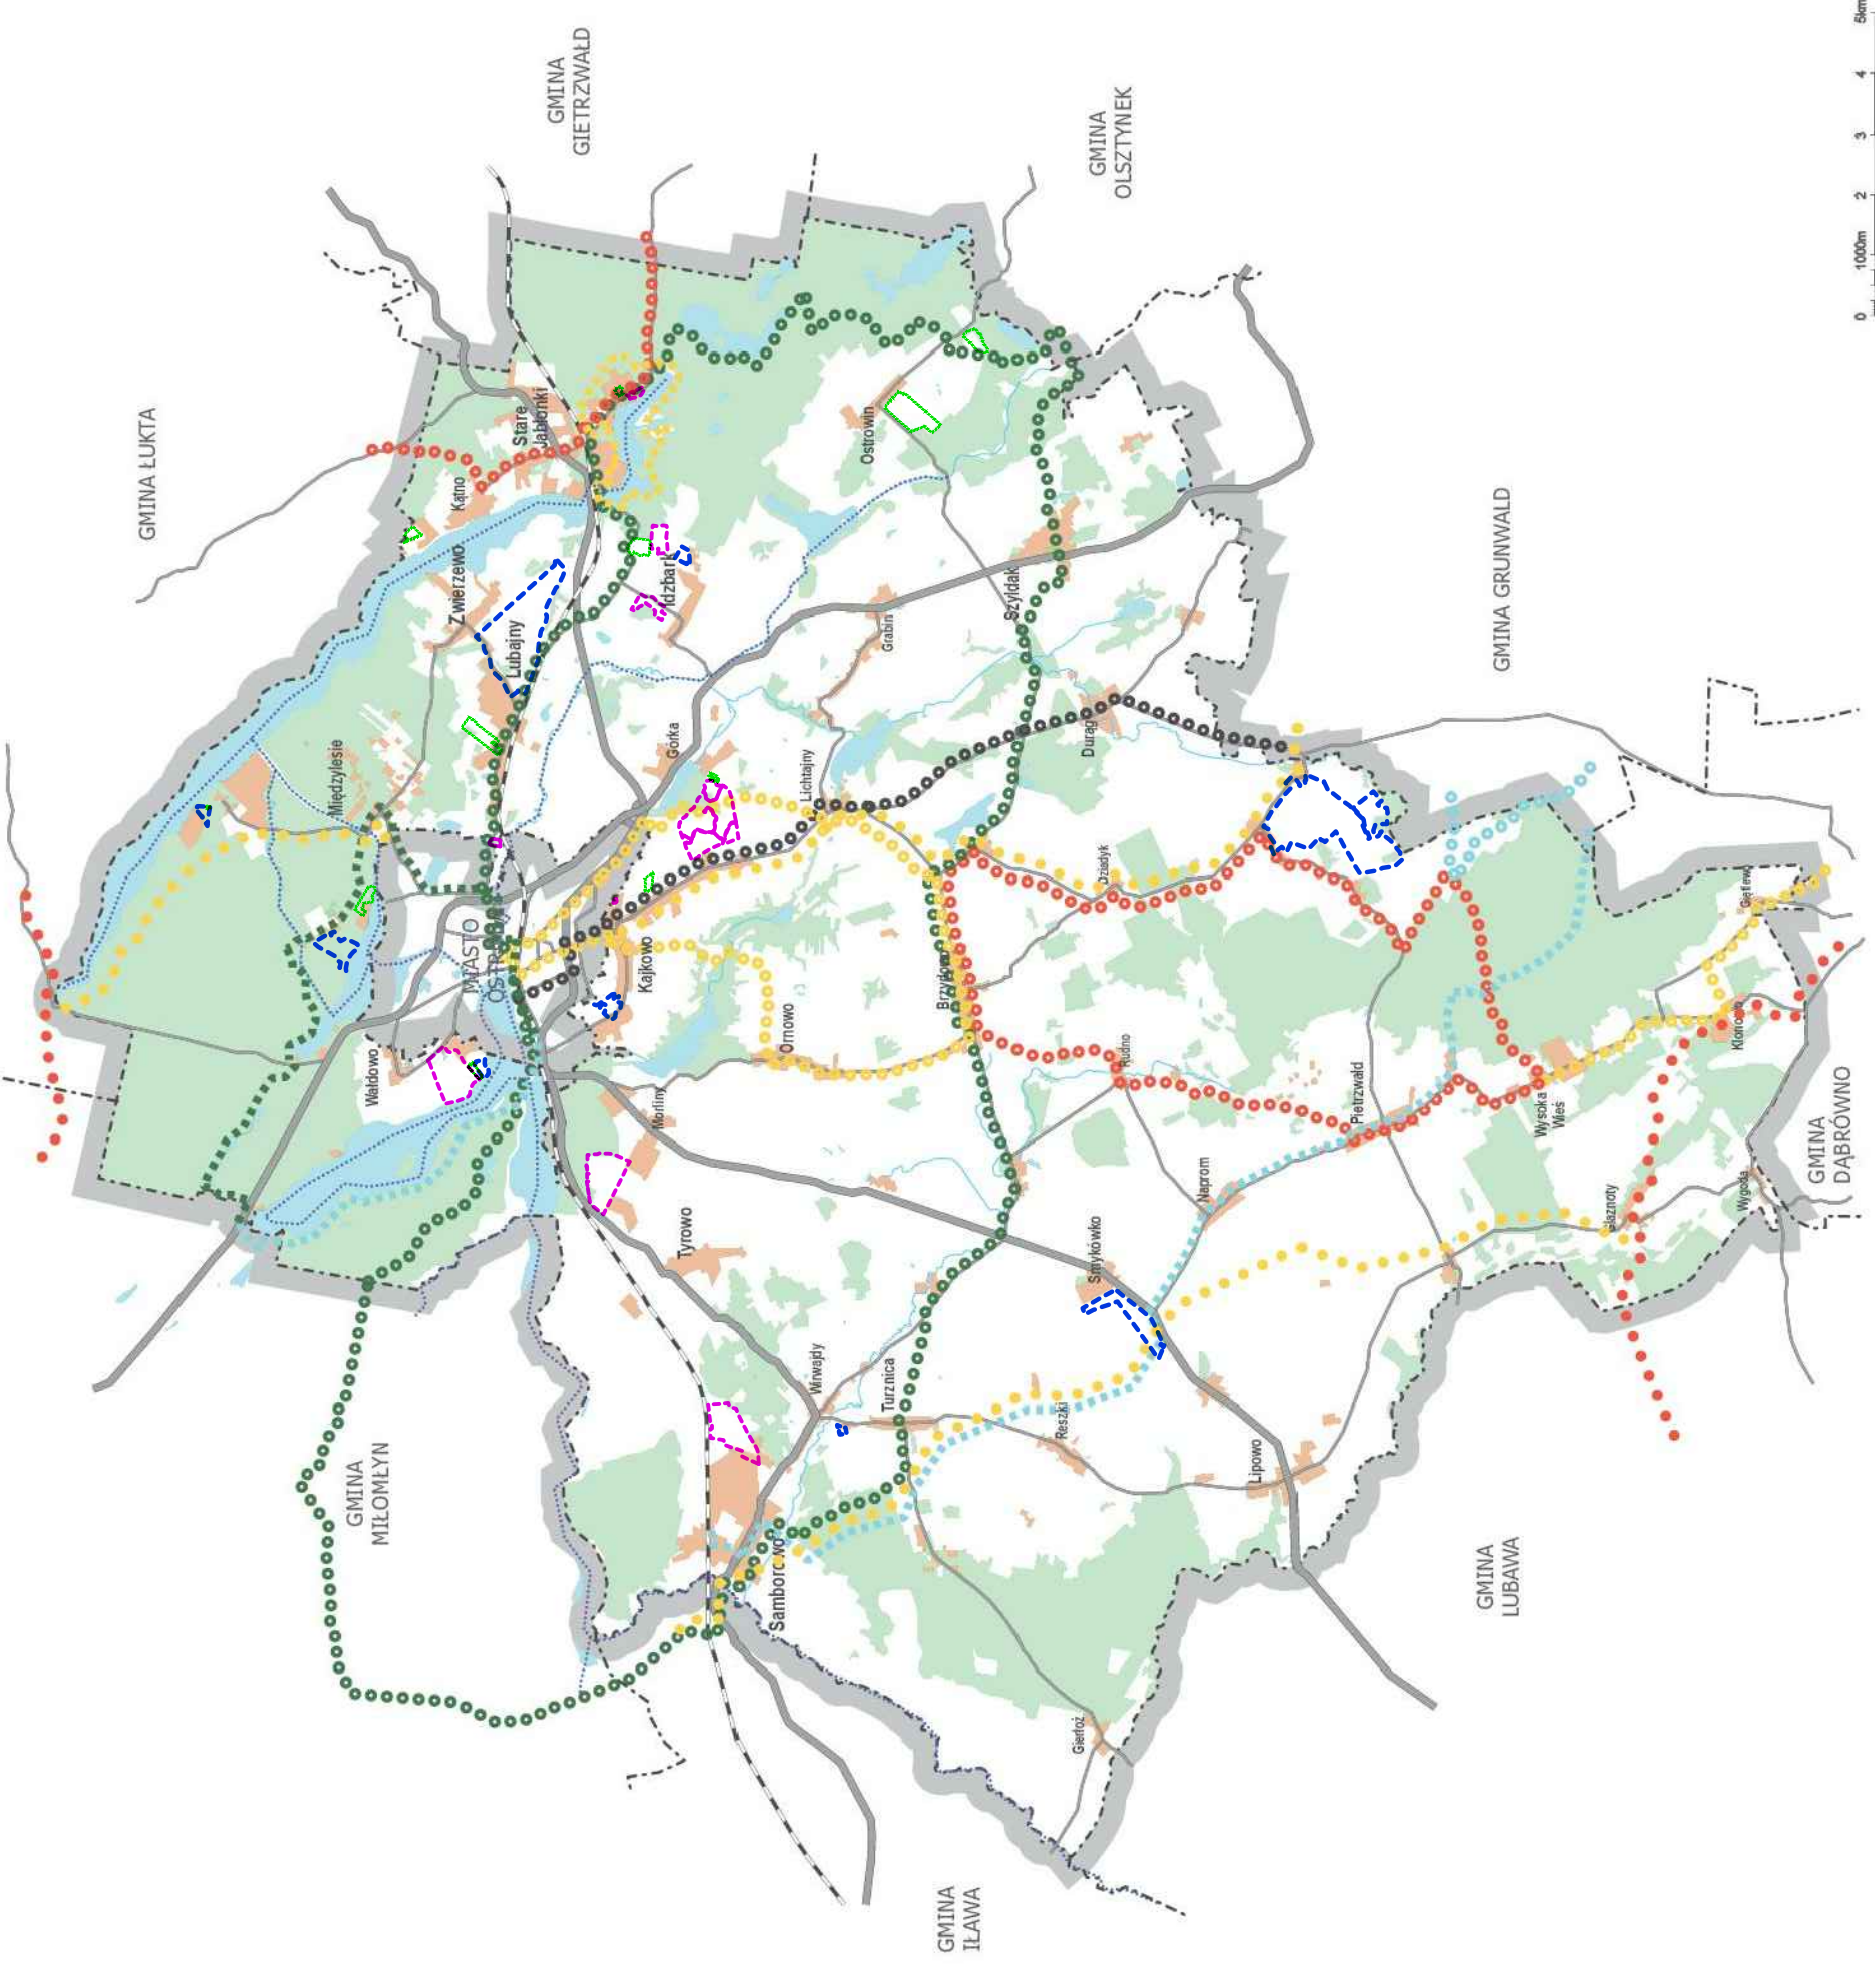 GMINA ŁUKTA
Międzylesie
GMINA
MIŁOMŁYN
Wałdowo
Zwierzewo
Kątno
MIASTO
OSTRÓDA
Lubajny
Stare
Jabłonki
GMINA
GIETRZWAŁD
Kajkowo
Morliny
Idzbark
Górka
Tyrowo
Samborowo
Ornowo
Lichtajny
Wirwajdy
Ostrowin
Turznica
Grabin
Brzydowo
GMINA
IŁAWA
Szyldak
Reszki
Gierłoż
Durąg
Smykówko
Dziadyk
GMINA
OLSZTYNEK
Rudno
Naprom
Lipowo
Pietrzwałd
GMINA
LUBAWA
GMINA GRUNWALD
Wysoka
Wieś
Glaznoty
Klonowo
Wygoda
GMINA
DĄBRÓWNO
0 1000m 2 3 4 5km